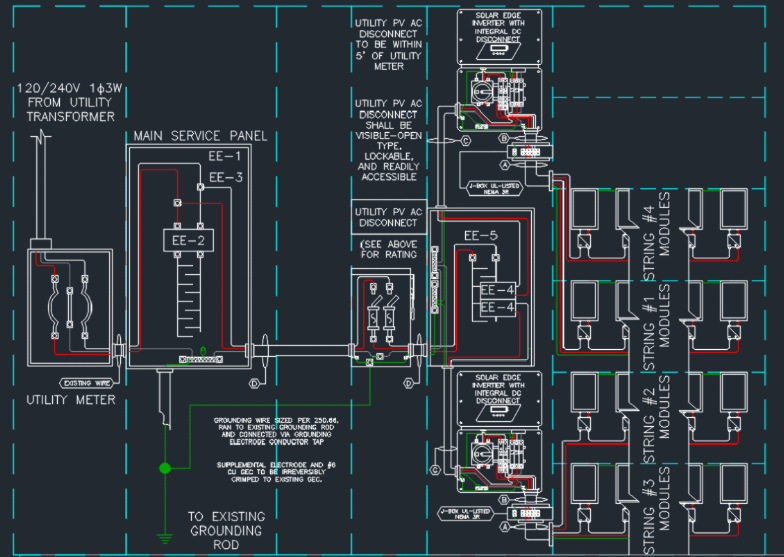 120/240V 1ɸ3W
FROM UTILITY
TRANSFORMER
MAIN SERVICE PANEL
EE-1
EE-3
EE-2
EXISTING WIRE
UTILITY METER
D
GROUNDING WIRE SIZED PER 250.66,
RAN TO EXISTING GROUNDING ROD
AND CONNECTED VIA GROUNDING
ELECTRODE CONDUCTOR TAP
SUPPLEMENTAL ELECTRODE AND #6
CU GEC TO BE IRREVERSIBLY
CRIMPED TO EXISTING GEC.
TO EXISTING
GROUNDING
ROD
UTILITY PV AC
DISCONNECT
TO BE WITHIN
5' OF UTILITY
METER
UTILITY PV AC
DISCONNECT
SHALL BE
VISIBLE-OPEN
TYPE,
LOCKABLE,
AND READILY
ACCESSIBLE
UTILITY PV AC
DISCONNECT
(SEE ABOVE
FOR RATING
D
SOLAR EDGE
INVERTER WITH
INTEGRAL DC
DISCONNECT
C
B
A
J-BOX UL-LISTED
NEMA 3R
EE-5
EE-4
EE-4
SOLAR EDGE
INVERTER WITH
INTEGRAL DC
DISCONNECT
C
B
A
J-BOX UL-LISTED
NEMA 3R
STRING #4
MODULES
STRING #1
MODULES
STRING #2
MODULES
STRING #3
MODULES